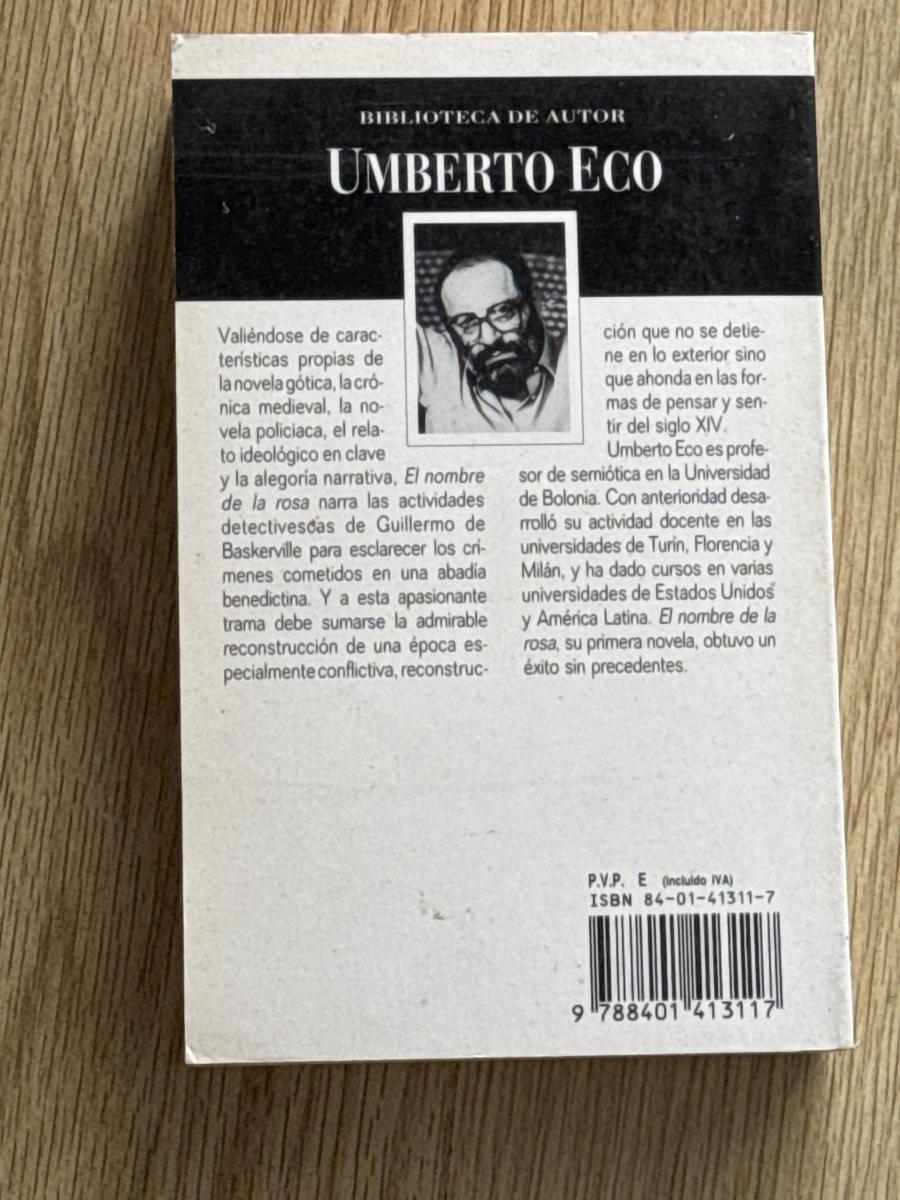 BIBLIOTECA DE AUTOR
UMBERTO ECO
Valiéndose de carac-
terísticas propias de
la novela gótica, la cró-
nica medieval, la no-
vela policiaca, el rela-
to ideológico en clave
y la alegoría narrativa, El nombre
de la rosa narra las actividades
detectivescas de Guillermo de
Baskerville para esclarecer los crí-
menes cometidos en una abadía
benedictina. Y a esta apasionante
trama debe sumarse la admirable
reconstrucción de una época es-
pecialmente conflictiva, reconstruc-
ción que no se detie-
ne en lo exterior sino
que ahonda en las for-
mas de pensar y sen-
tir del siglo XIV.
Umberto Eco es profe-
sor de semiótica en la Universidad
de Bolonia. Con anterioridad desa-
rrolló su actividad docente en las
universidades de Turín, Florencia y
Milán, y ha dado cursos en varias
universidades de Estados Unidos
y América Latina. El nombre de la
rosa, su primera novela, obtuvo un
éxito sin precedentes.
P.V.P. E (incluido IVA)
ISBN 84-01-41311-7
9 788401 413117